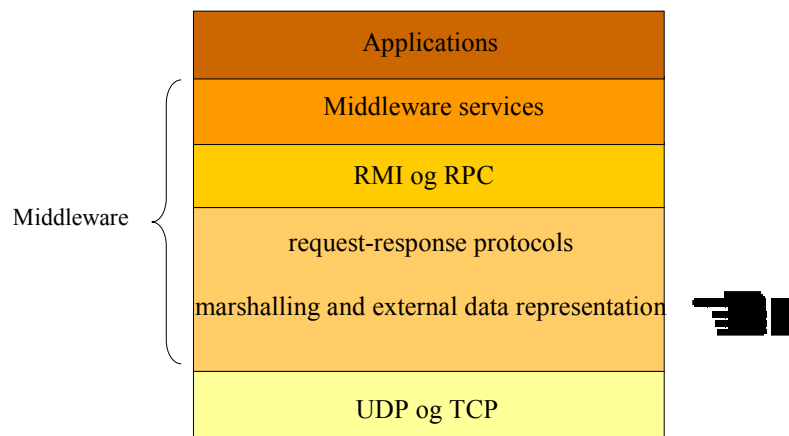 Applications
Middleware services
RMI og RPC
Middleware
request-response protocols
marshalling and external data representation
UDP og TCP